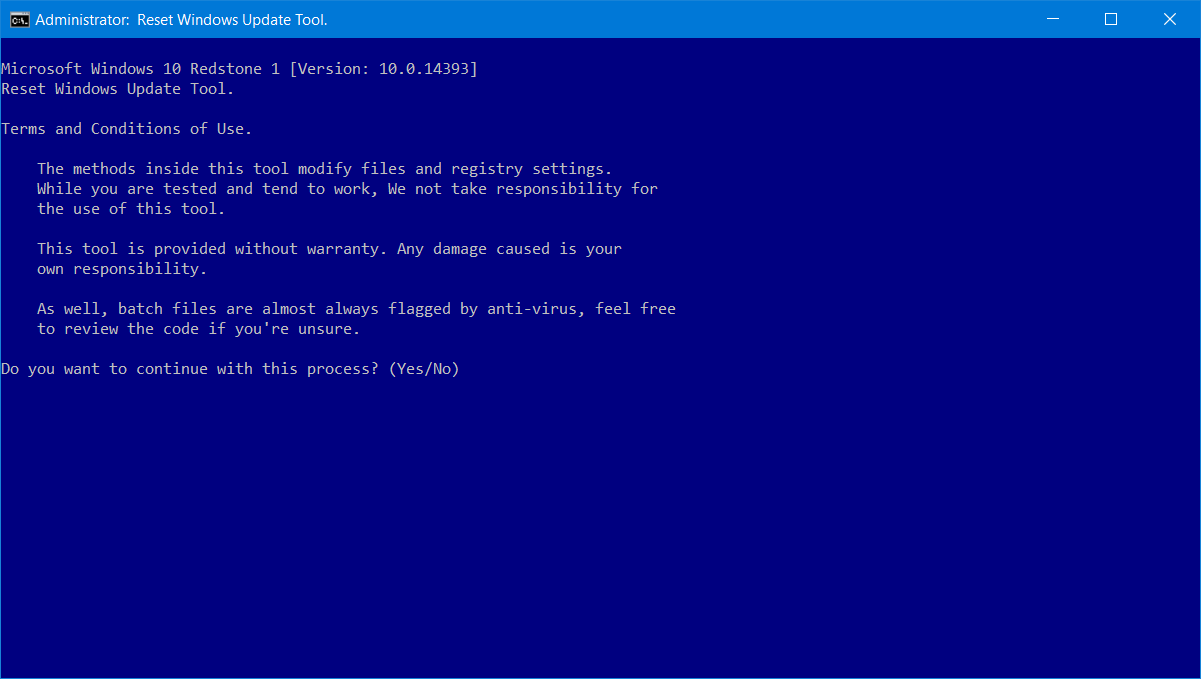 Administrator:  Reset Windows Update Tool.
Microsoft Windows 10 Redstone 1 [Version: 10.0.14393]
Reset Windows Update Tool.
Terms and Conditions of Use.
The methods inside this tool modify files and registry settings.
While you are tested and tend to work, We not take responsibility for
the use of this tool.
This tool is provided without warranty. Any damage caused is your
own responsibility.
As well, batch files are almost always flagged by anti-virus, feel free
to review the code if you're unsure.
Do you want to continue with this process? (Yes/No)